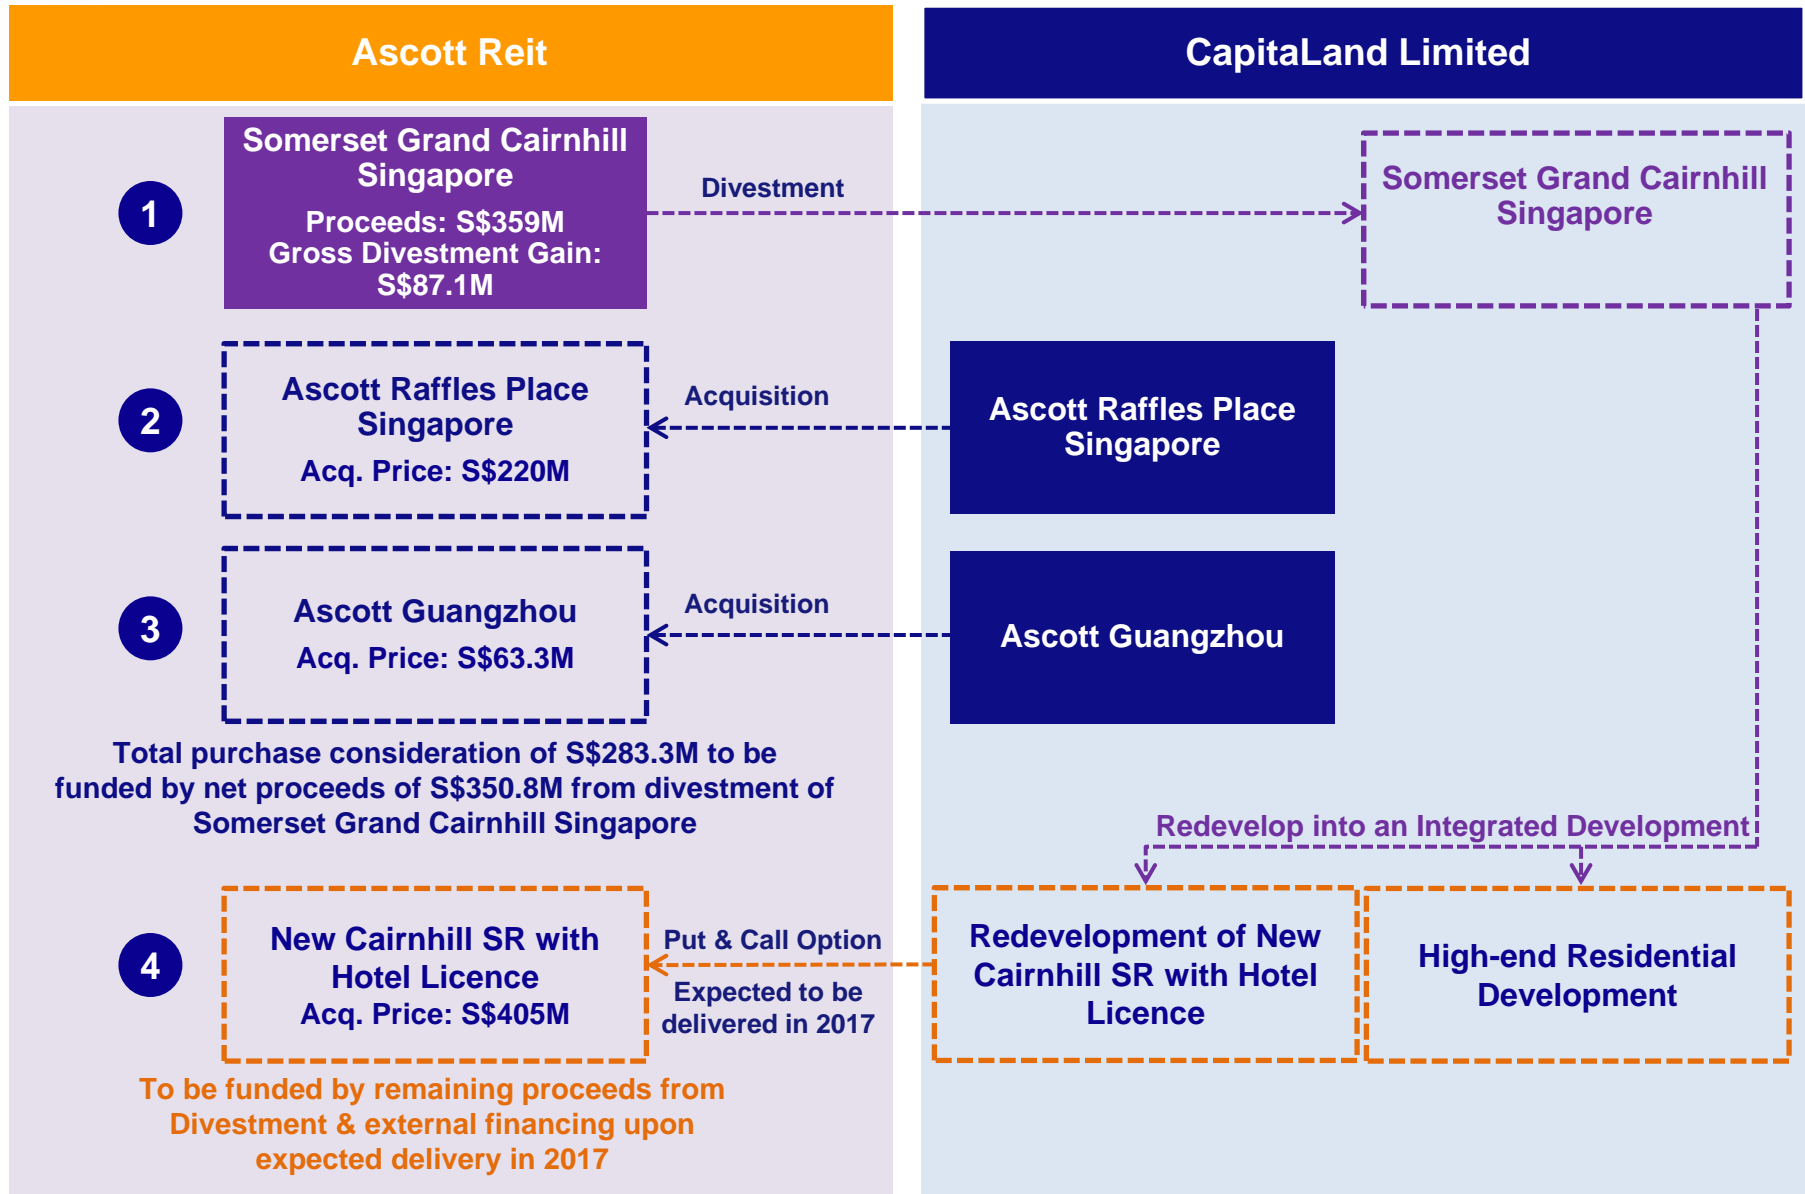 Ascott Reit
CapitaLand Limited
1
Somerset Grand Cairnhill
Singapore
Proceeds: S$359M
Gross Divestment Gain:
S$87.1M
Divestment
Somerset Grand Cairnhill
Singapore
2
Ascott Raffles Place
Singapore
Acq. Price: S$220M
Acquisition
Ascott Raffles Place
Singapore
3
Ascott Guangzhou
Acq. Price: S$63.3M
Acquisition
Ascott Guangzhou
Total purchase consideration of S$283.3M to be
funded by net proceeds of S$350.8M from divestment of
Somerset Grand Cairnhill Singapore
Redevelop into an Integrated Development
4
New Cairnhill SR with
Hotel Licence
Acq. Price: S$405M
Put & Call Option
Expected to be
delivered in 2017
Redevelopment of New
Cairnhill SR with Hotel
Licence
High-end Residential
Development
To be funded by remaining proceeds from
Divestment & external financing upon
expected delivery in 2017